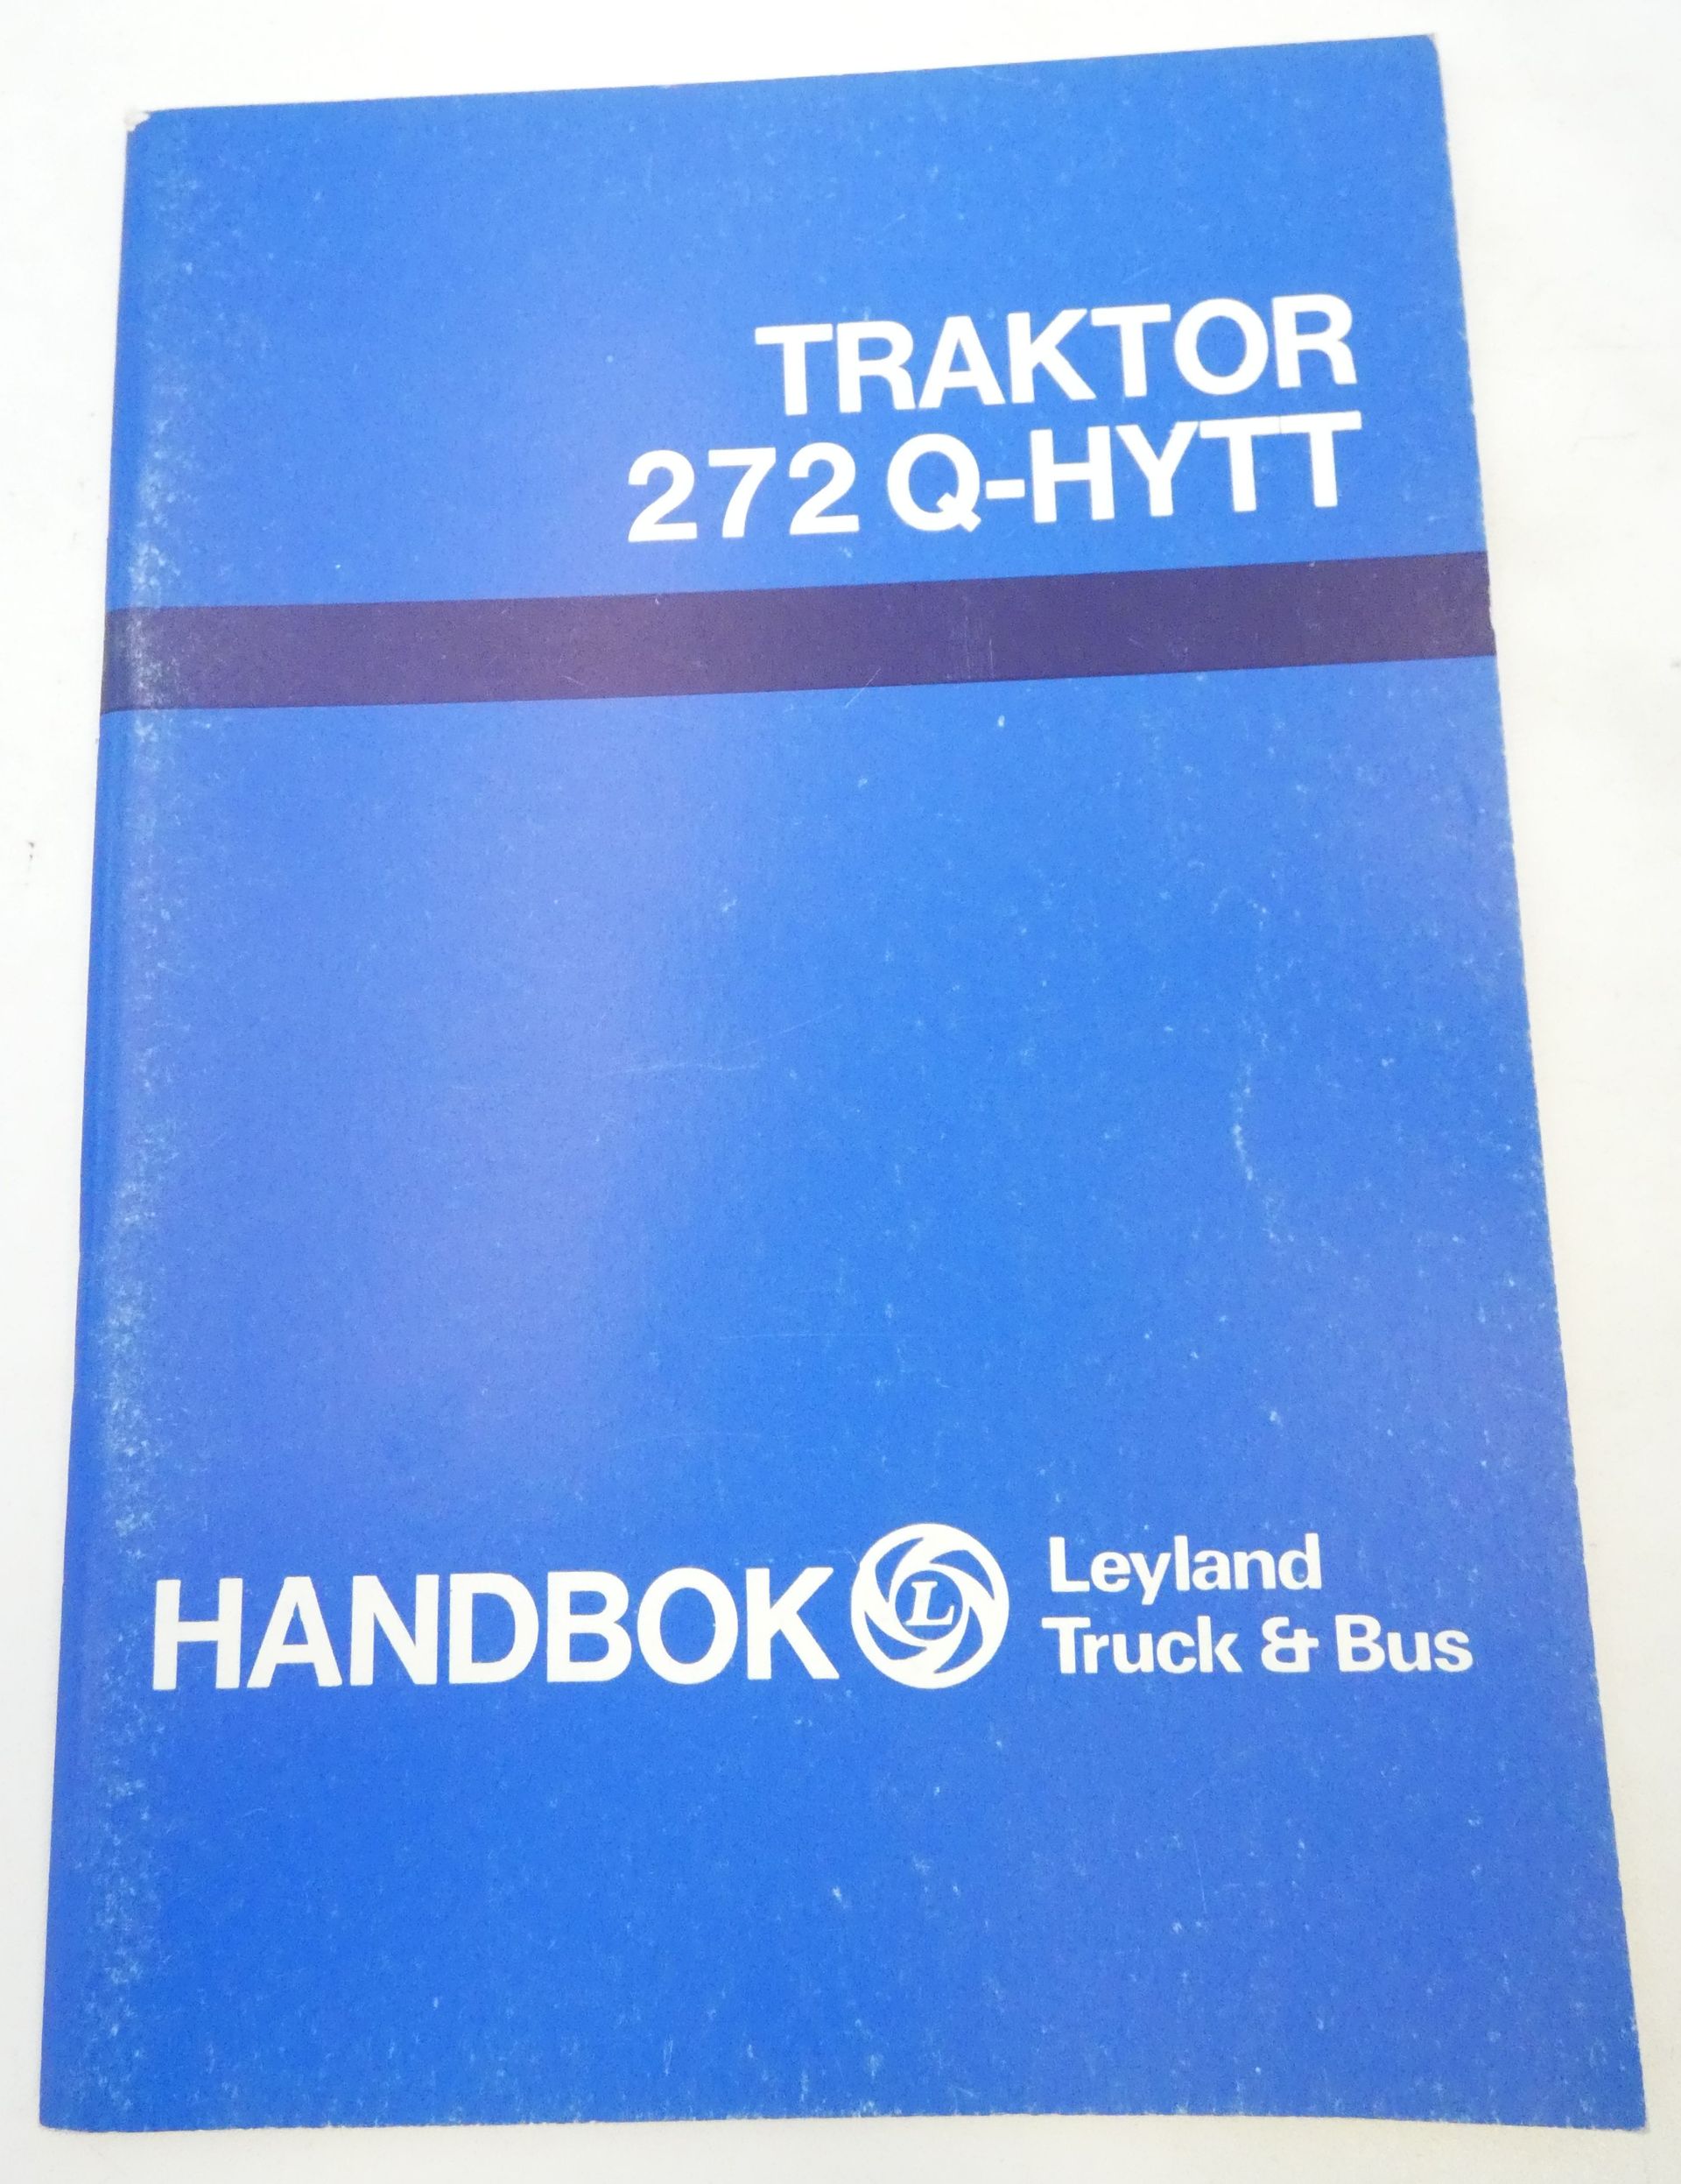 TRAKTOR
272 Q-HYTT
HANDBOK
L
Leyland
Truck & Bus